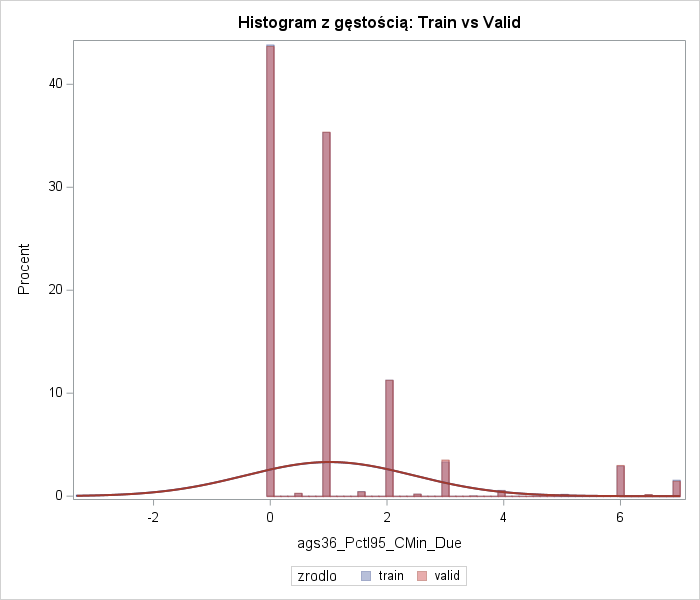 Histogram z gęstością: Train vs Valid
40
30
20
10
0
Procent
-2
0
2
4
6
ags36_Pctl95_CMin_Due
zrodlo train valid